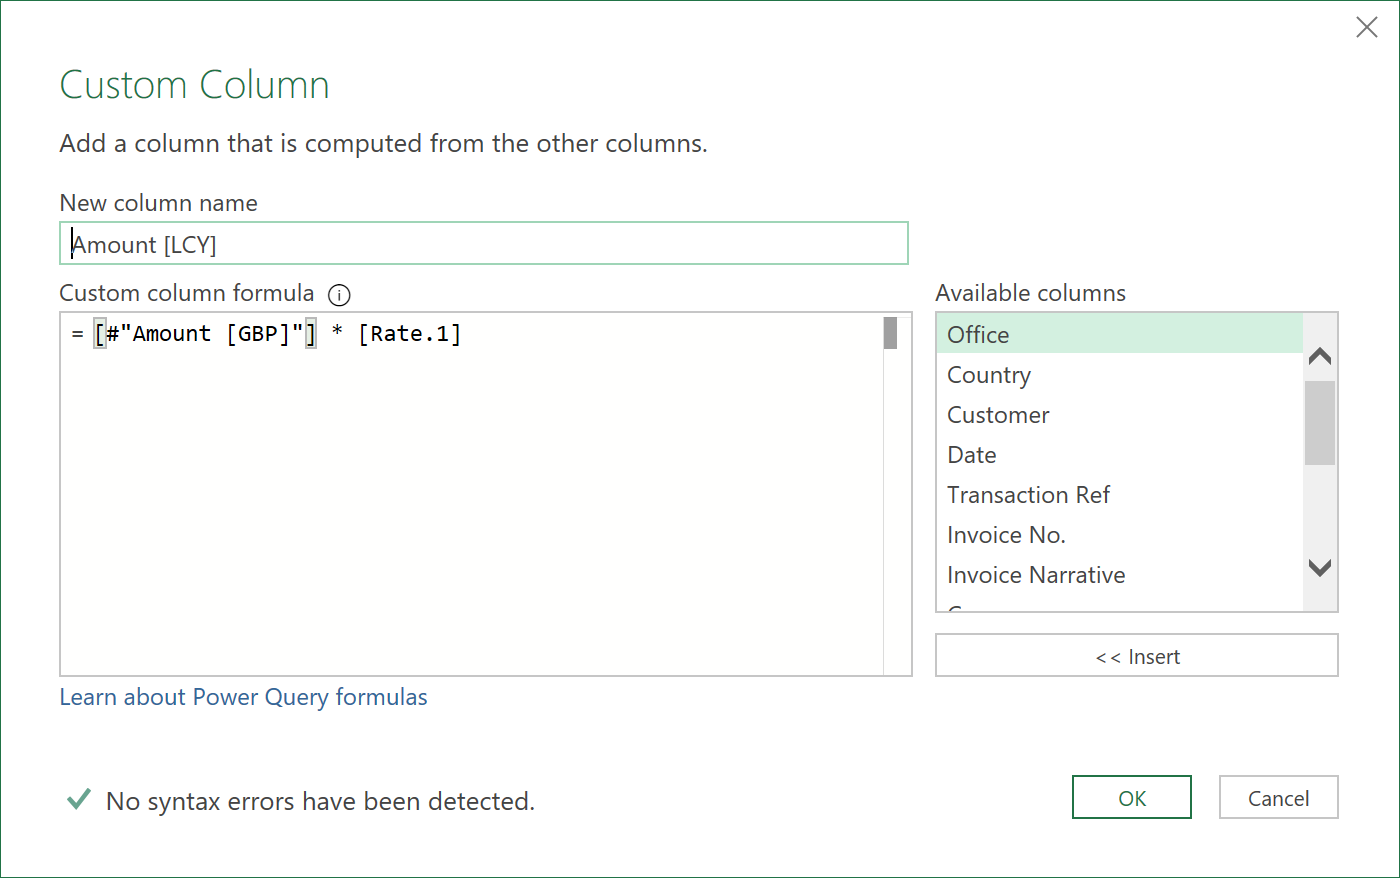 Custom Column
Add a column that is computed from the other columns.
New column name
Amount [LCY]
Custom column formula
= [#"Amount [GBP]"] * [Rate.1]
Available columns
Office
Country
Customer
Date
Transaction Ref
Invoice No.
Invoice Narrative
<< Insert
Learn about Power Query formulas
No syntax errors have been detected.
OK
Cancel